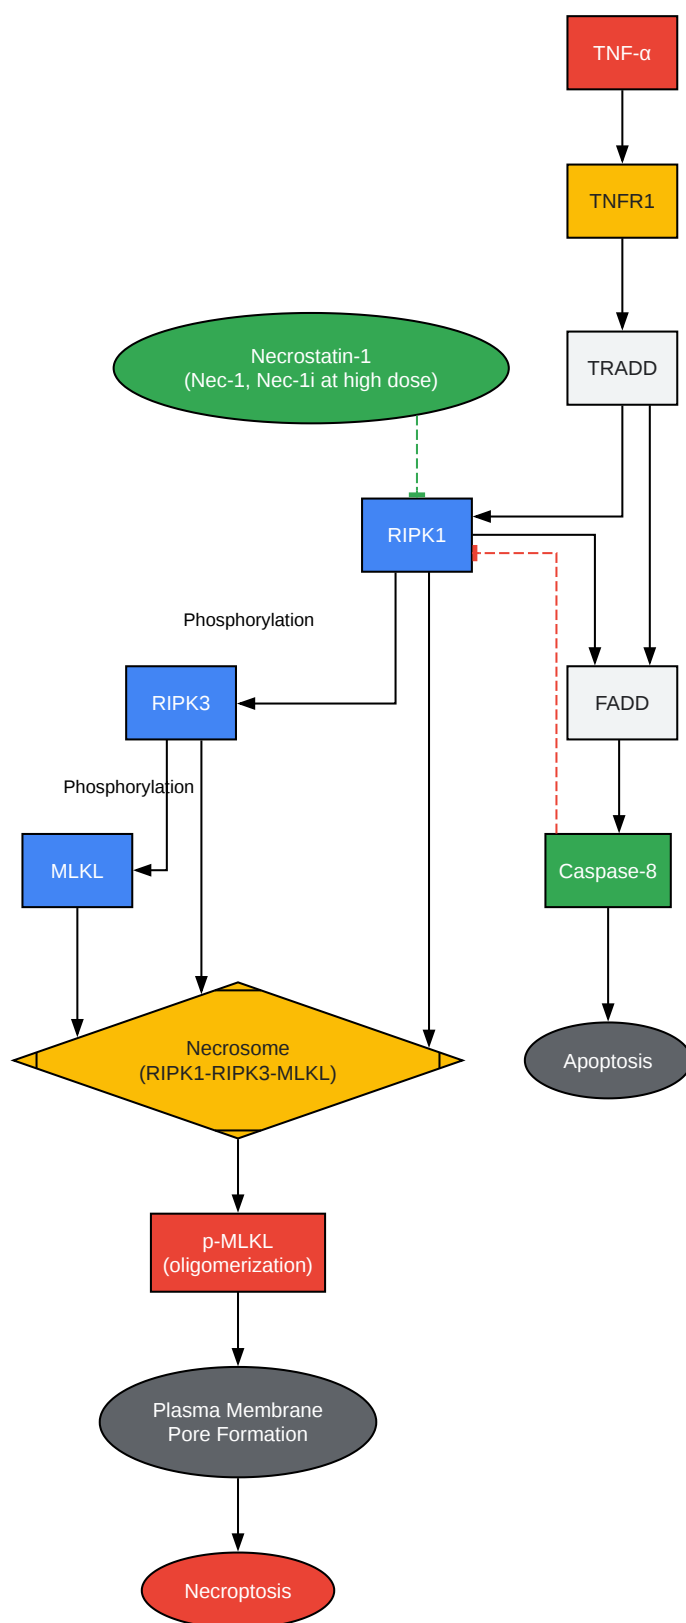 TNF-α
TNFR1
TRADD
Necrostatin-1
(Nec-1, Nec-1i at high dose)
RIPK1
Phosphorylation
RIPK3
FADD
Phosphorylation
MLKL
Caspase-8
Necrosome
(RIPK1-RIPK3-MLKL)
Apoptosis
p-MLKL
(oligomerization)
Plasma Membrane
Pore Formation
Necroptosis